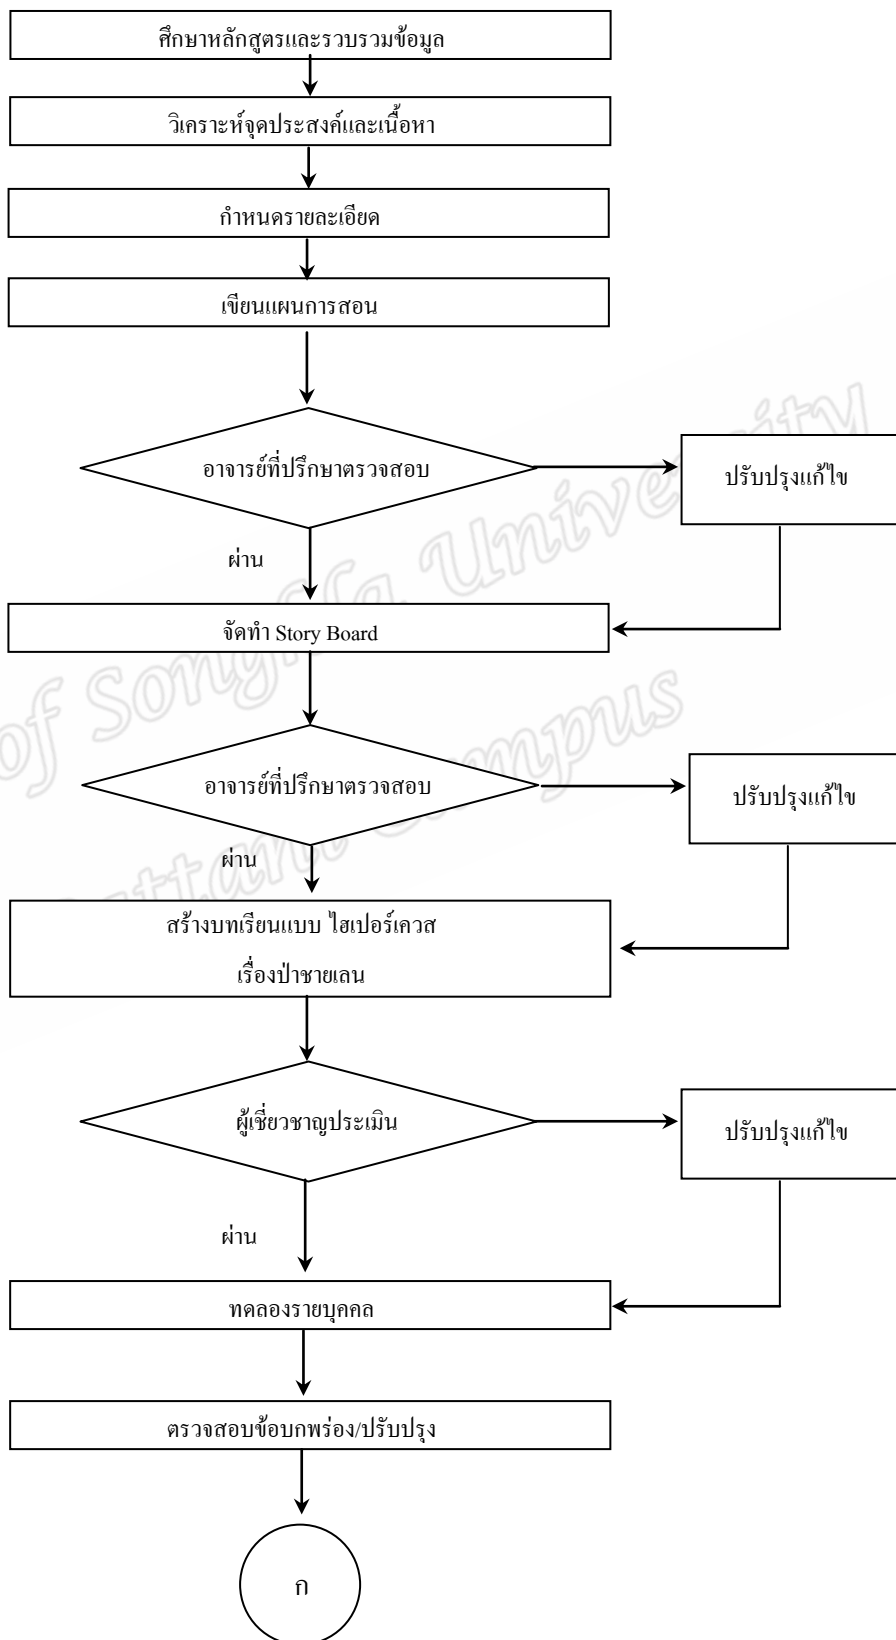 ศึกษาหลักสูตรและรวบรวมข้อมูล
วิเคราะห์จุดประสงค์และเนื้อหา
กำหนดรายละเอียด
เขียนแผนการสอน
อาจารย์ที่ปรึกษาตรวจสอบ
ปรับปรุงแก้ไข
ผ่าน
จัดทำ Story Board
อาจารย์ที่ปรึกษาตรวจสอบ
ปรับปรุงแก้ไข
ผ่าน
สร้างบทเรียนแบบ ไฮเปอร์เควส
เรื่องป่าชายเลน
ผู้เชี่ยวชาญประเมิน
ปรับปรุงแก้ไข
ผ่าน
ทดลองรายบุคคล
ตรวจสอบข้อบกพร่อง/ปรับปรุง
ก
of Songkla University
Pattani Campus